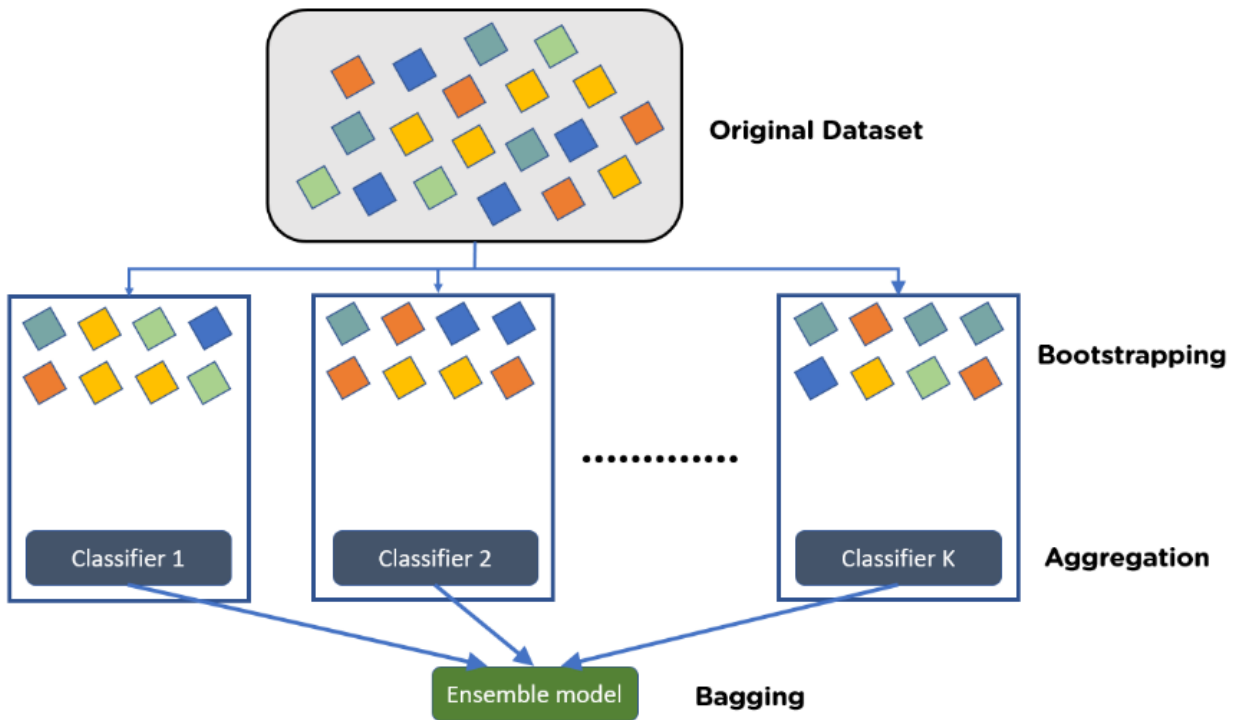 Original Dataset
Bootstrapping
.............
Classifier 1
Classifier 2
Classifier K
Aggregation
Ensemble model
Bagging